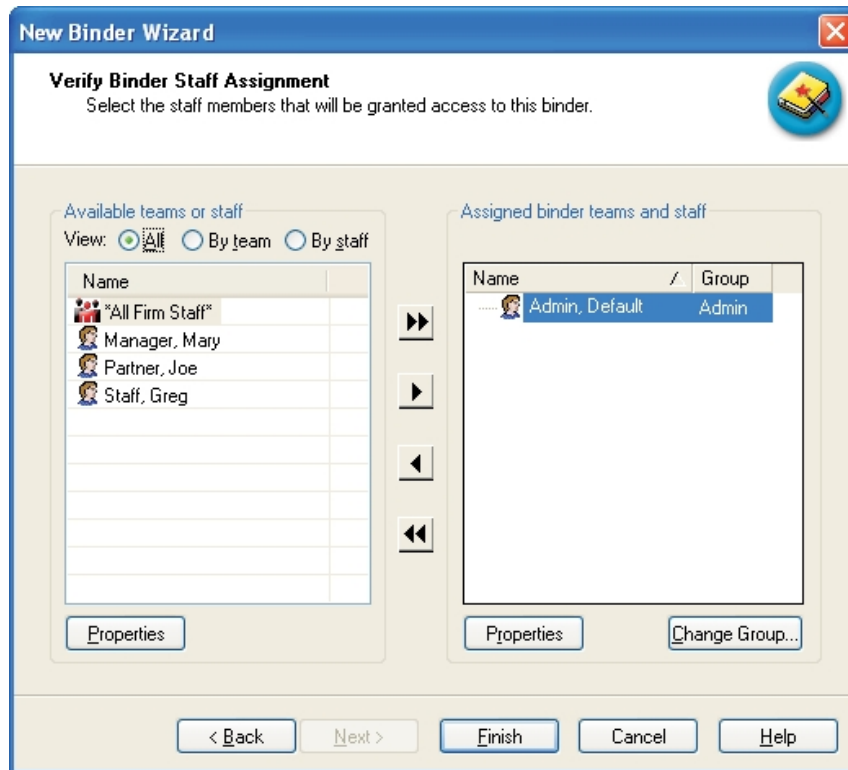 New Binder Wizard
Verify Binder Staff Assignment
Select the staff members that will be granted access to this binder.
Available teams or staff
View: All By team By staff
Name
*All Firm Staff*
Manager, Mary
Partner, Joe
Staff, Greg
Properties
Assigned binder teams and staff
Name Group
Admin, Default Admin
Properties Change Group...
< Back Next > Finish Cancel Help